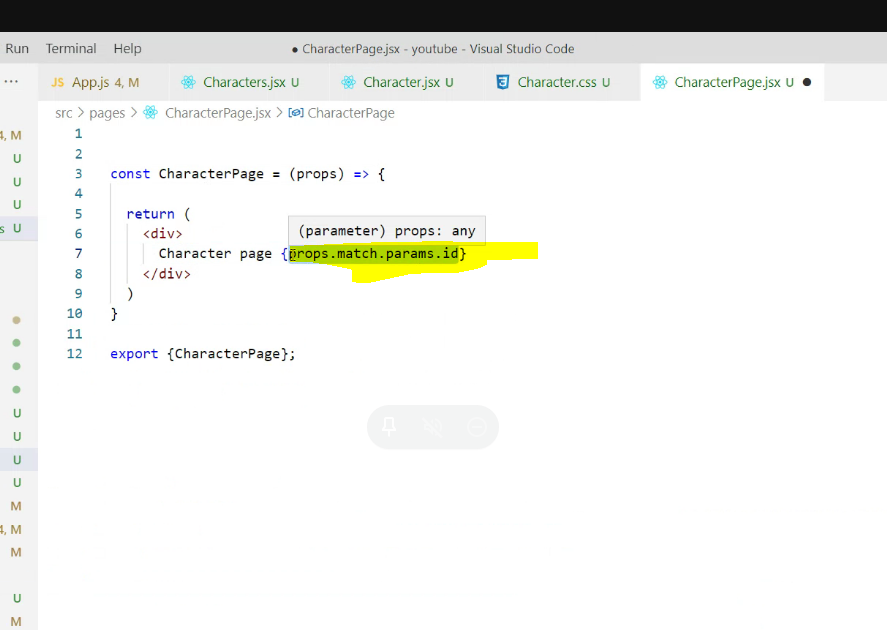 Run Terminal Help ● CharacterPage.jsx - youtube - Visual Studio Code
··· JS App.js 4, M Characters.jsx U Character.jsx U Character.css U CharacterPage.jsx U ●
src > pages > CharacterPage.jsx > CharacterPage
4, M
U
U
U
s U
U
U
U
U
M
4, M
M
U
M
1
2
3 const CharacterPage = (props) => {
4
5 return (
(parameter) props: any
6 <div>
7 Character page {props.match.params.id}
8 </div>
9 )
10 }
11
12 export {CharacterPage};